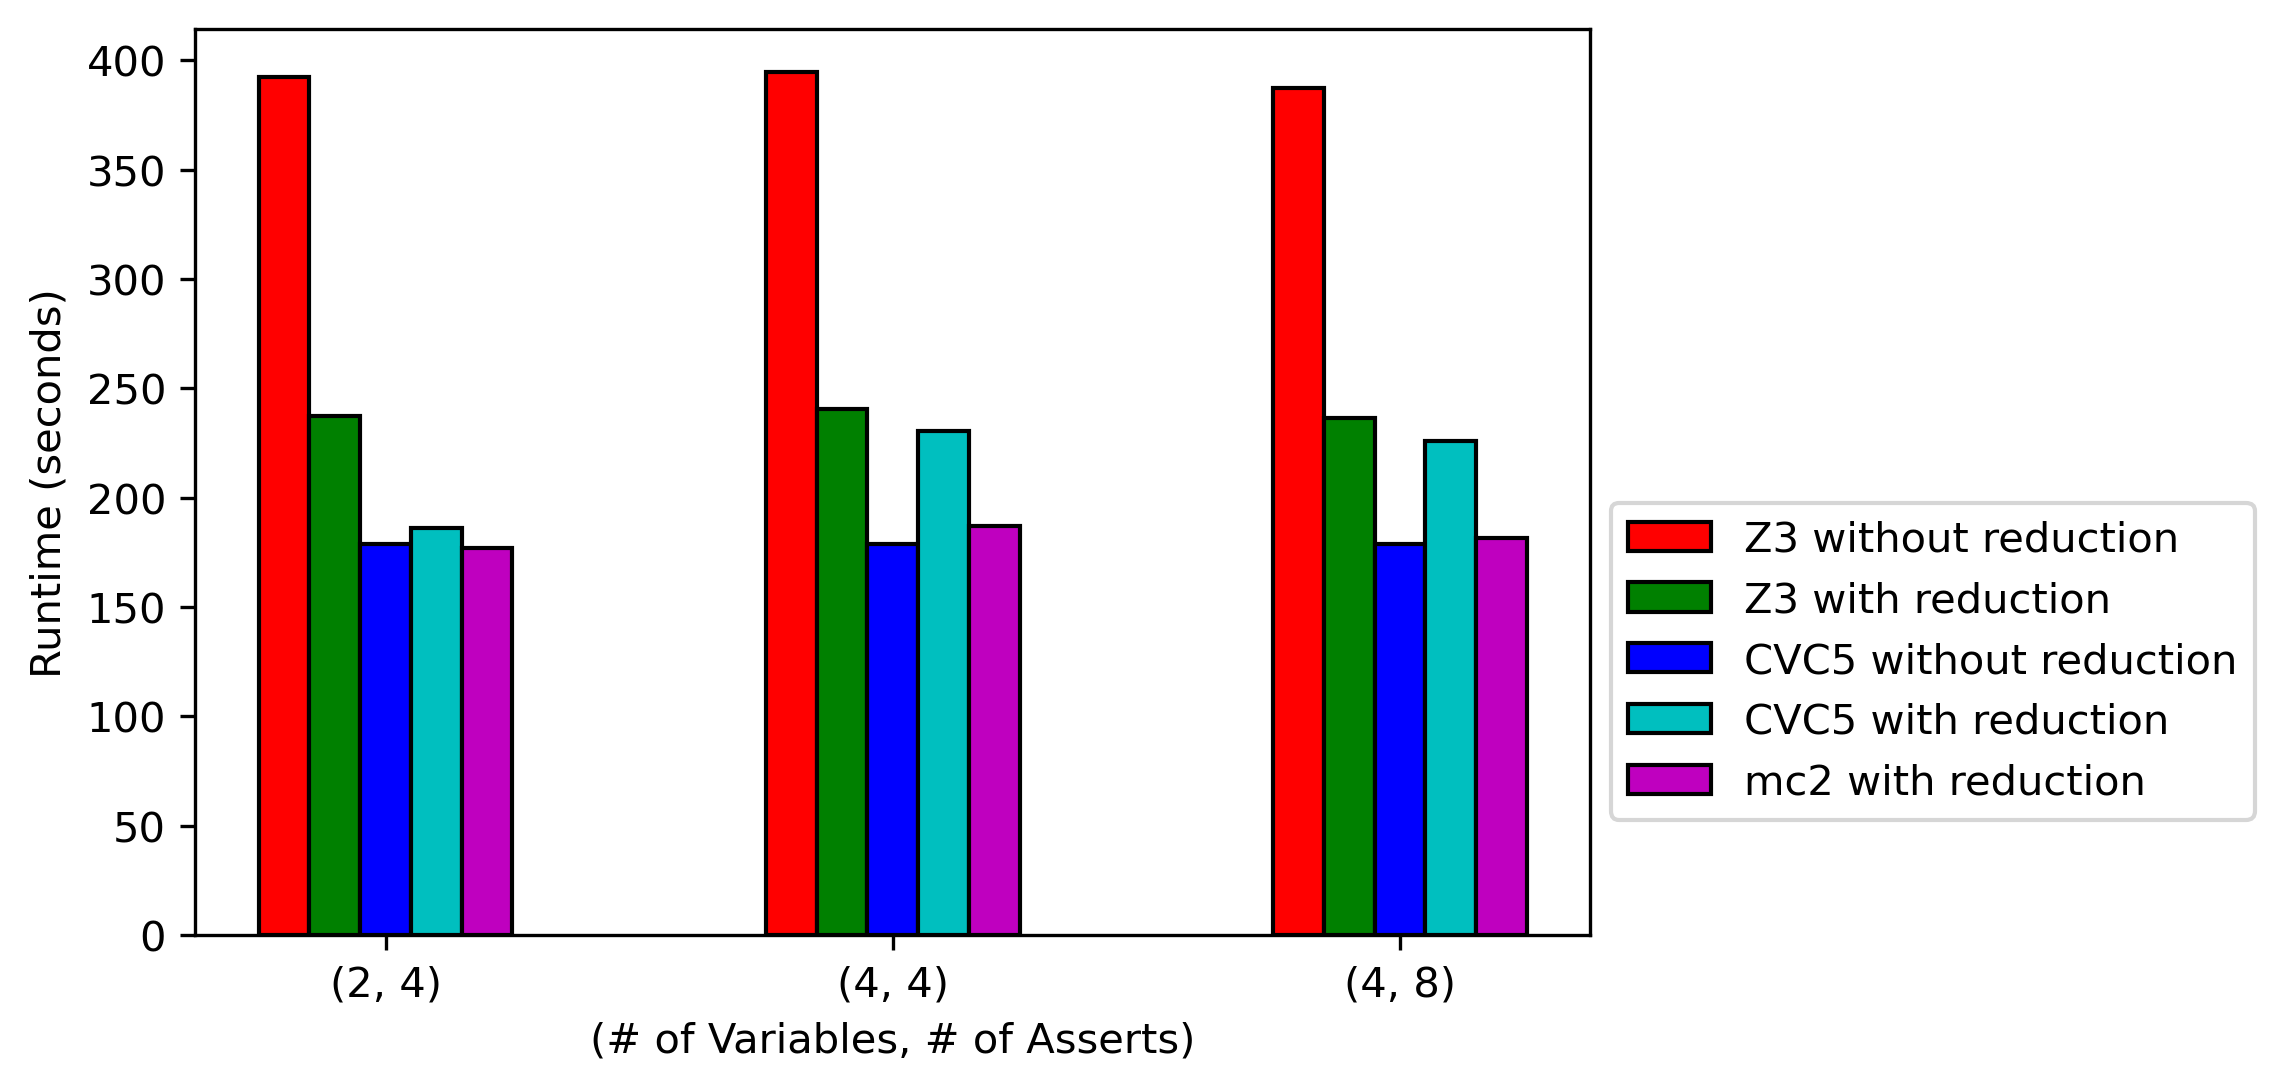 400
350
300
250
200
150
100
50
0
Runtime (seconds)
(2, 4)
(4, 4)
(4, 8)
(# of Variables, # of Asserts)
Z3 without reduction
Z3 with reduction
CVC5 without reduction
CVC5 with reduction
mc2 with reduction